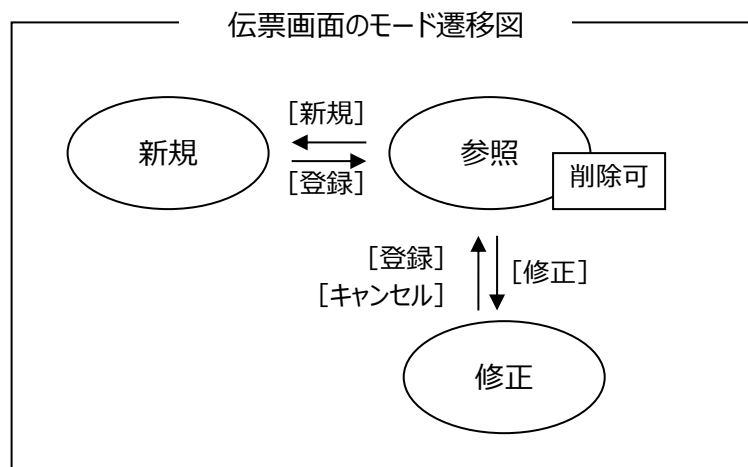 伝票画面のモード遷移図
[新規]
新規
参照
削除可
[登録]
[登録]
[キャンセル]
[修正]
修正